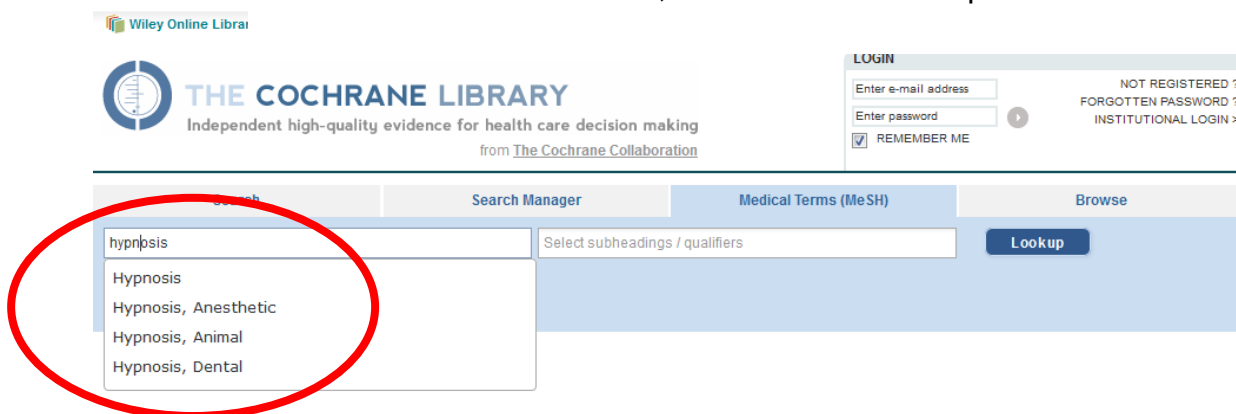 Wiley Online Librar
LOGIN
THE COCHRANE LIBRARY
Independent high-quality evidence for health care decision making
from The Cochrane Collaboration
Enter e-mail address
Enter password
REMEMBER ME
NOT REGISTERED ?
FORGOTTEN PASSWORD ?
INSTITUTIONAL LOGIN >
Search Search Manager Medical Terms (MeSH) Browse
hypnosis Select subheadings / qualifiers Lookup
Hypnosis
Hypnosis, Anesthetic
Hypnosis, Animal
Hypnosis, Dental